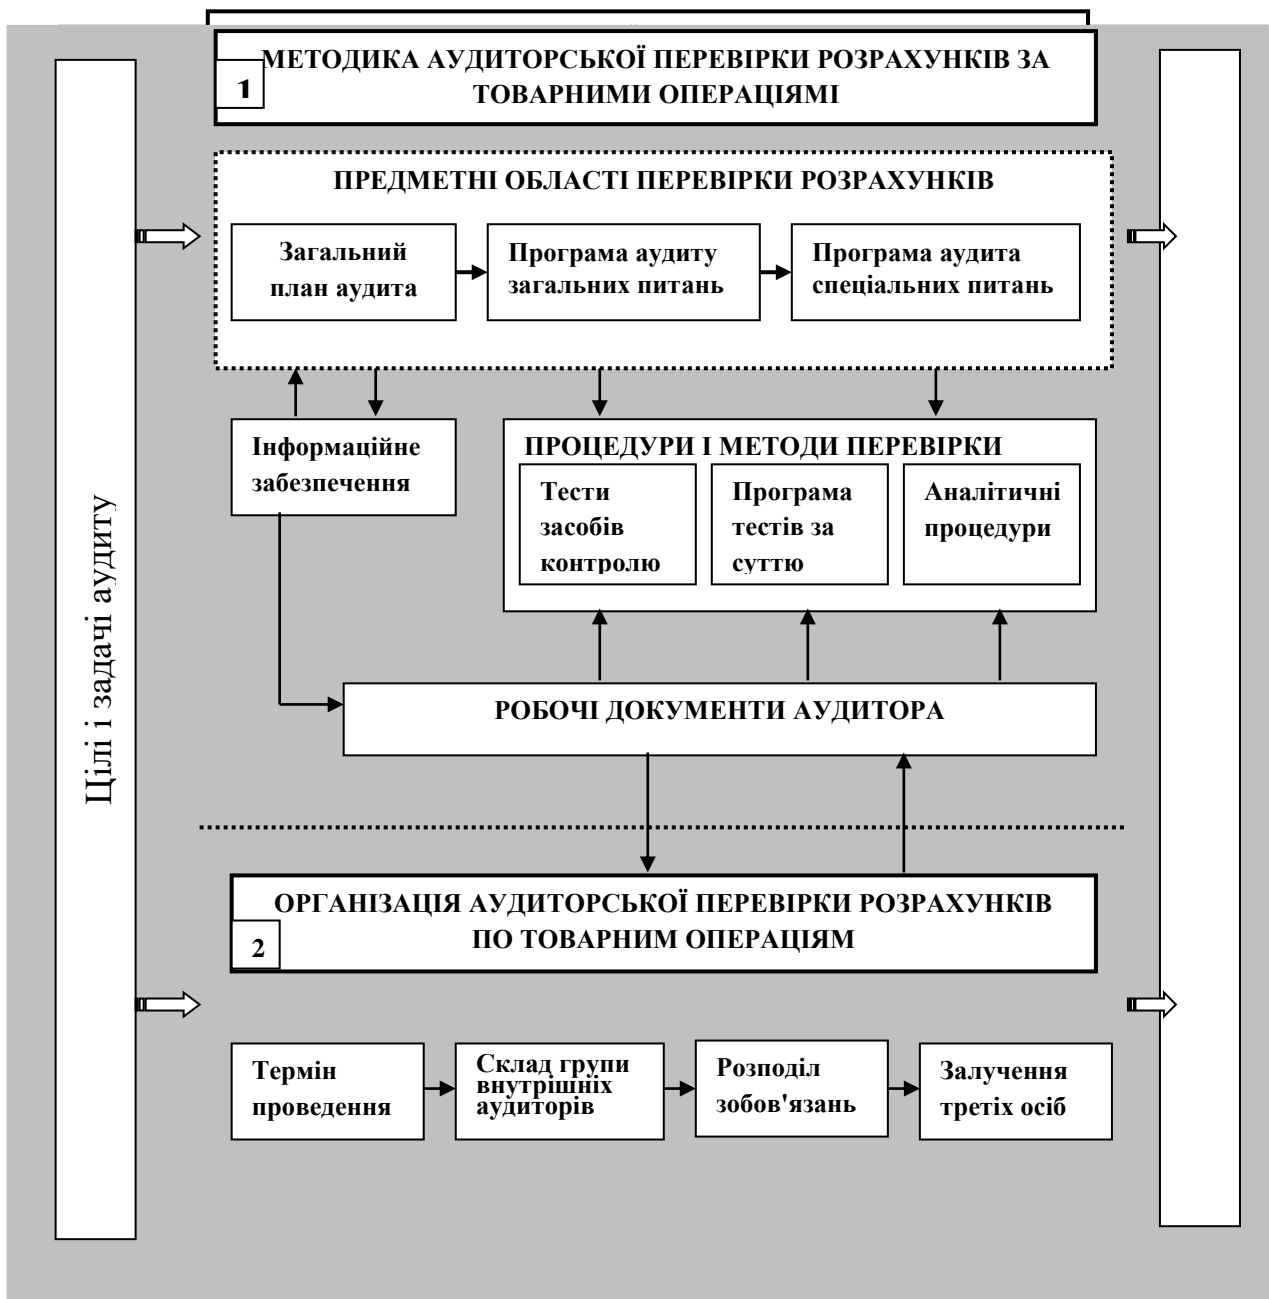 МЕТОДИКА АУДИТОРСЬКОЇ ПЕРЕВІРКИ РОЗРАХУНКІВ ЗА
ТОВАРНИМИ ОПЕРАЦІЯМІ
1
ПРЕДМЕТНІ ОБЛАСТІ ПЕРЕВІРКИ РОЗРАХУНКІВ
Загальний
план аудита
Програма аудиту
загальних питань
Програма аудита
спеціальних питань
Інформаційне
забезпечення
ПРОЦЕДУРИ І МЕТОДИ ПЕРЕВІРКИ
Тести
засобів
контролю
Програма
тестів за
суттю
Аналітичні
процедури
Цілі і задачі аудиту
РОБОЧІ ДОКУМЕНТИ АУДИТОРА
ОРГАНІЗАЦІЯ АУДИТОРСЬКОЇ ПЕРЕВІРКИ РОЗРАХУНКІВ
ПО ТОВАРНИМ ОПЕРАЦІЯМ
2
Термін
проведення
Склад групи
внутрішніх
аудиторів
Розподіл
зобов'язань
Залучення
третіх осіб